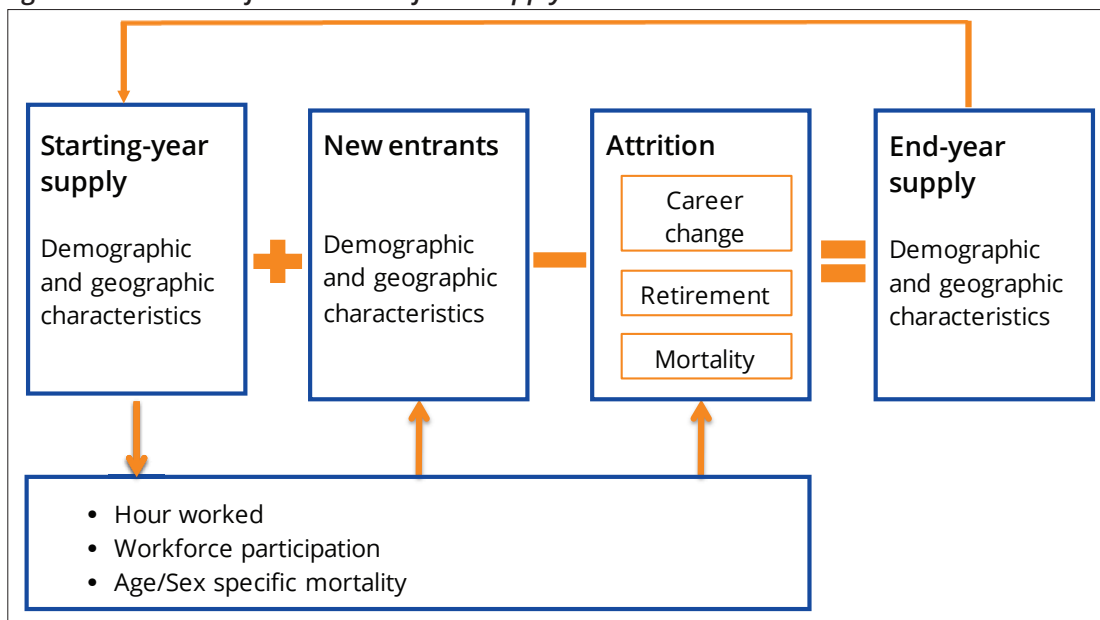 Starting-year
supply
Demographic
and geographic
characteristics
New entrants
Demographic
and geographic
characteristics
Attrition
Career
change
Retirement
Mortality
End-year
supply
Demographic
and geographic
characteristics
• Hour worked
• Workforce participation
• Age/Sex specific mortality